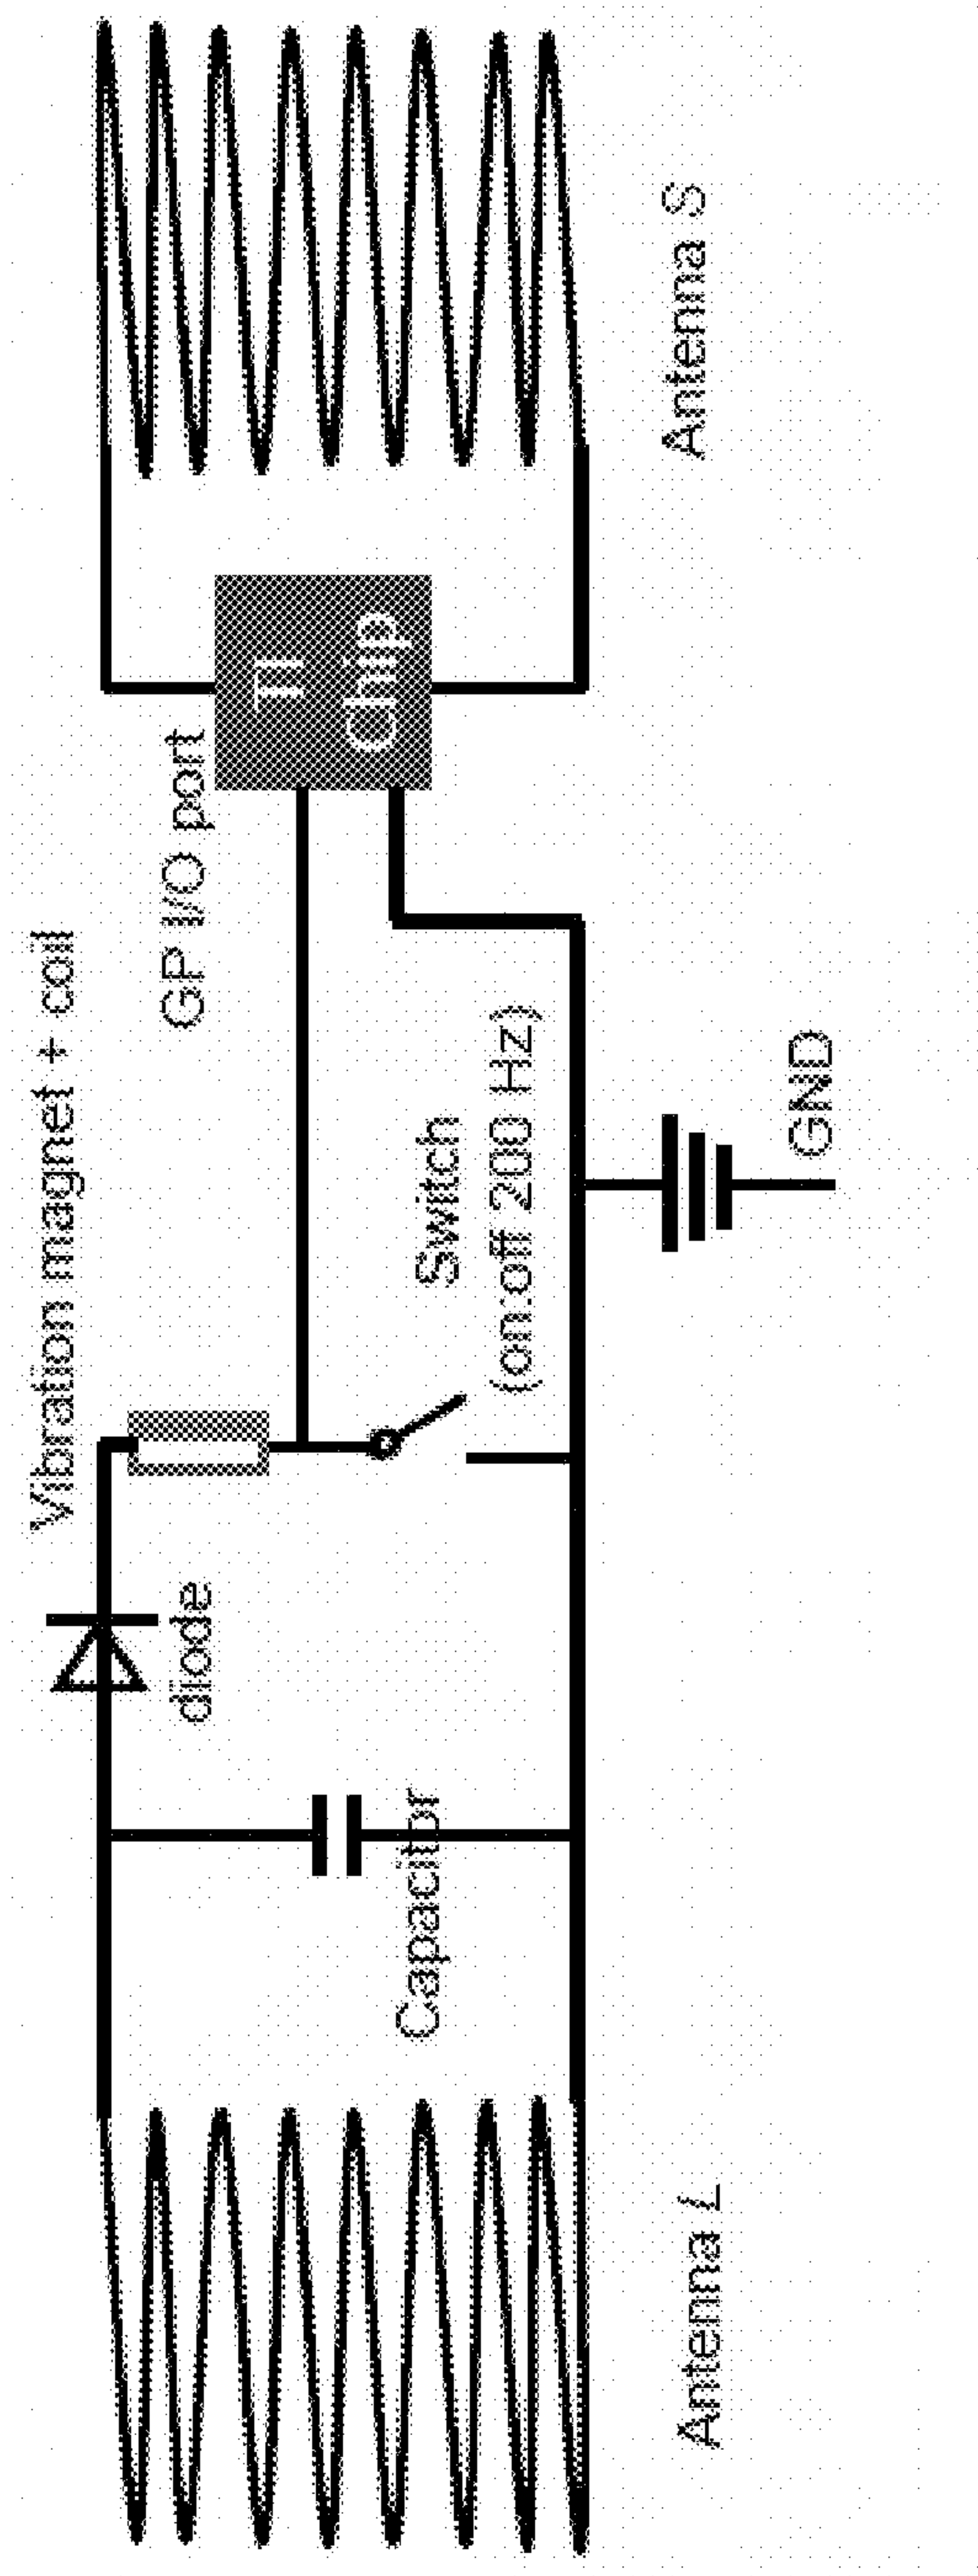 Vibration magnet + coil
GP I/O port
diode
TI
Chip
Capacitor
Switch
(on:off 200 Hz)
Antenna L
Antenna S
GND